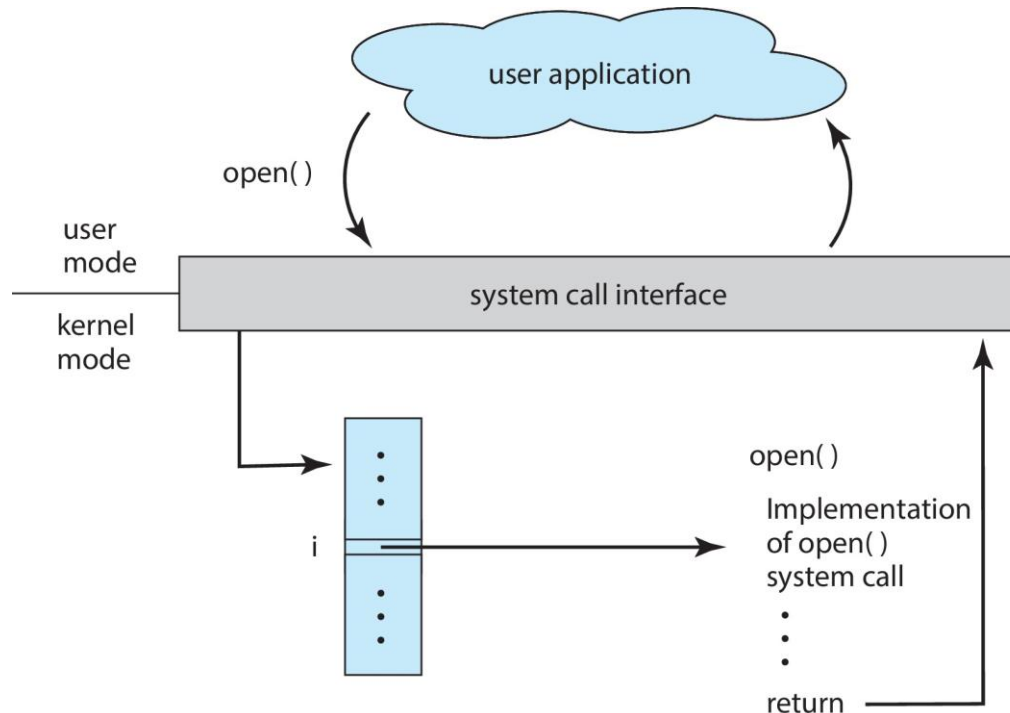 user application
open( )
user
mode
system call interface
kernel
mode
open( )
i
Implementation
of open( )
system call
return